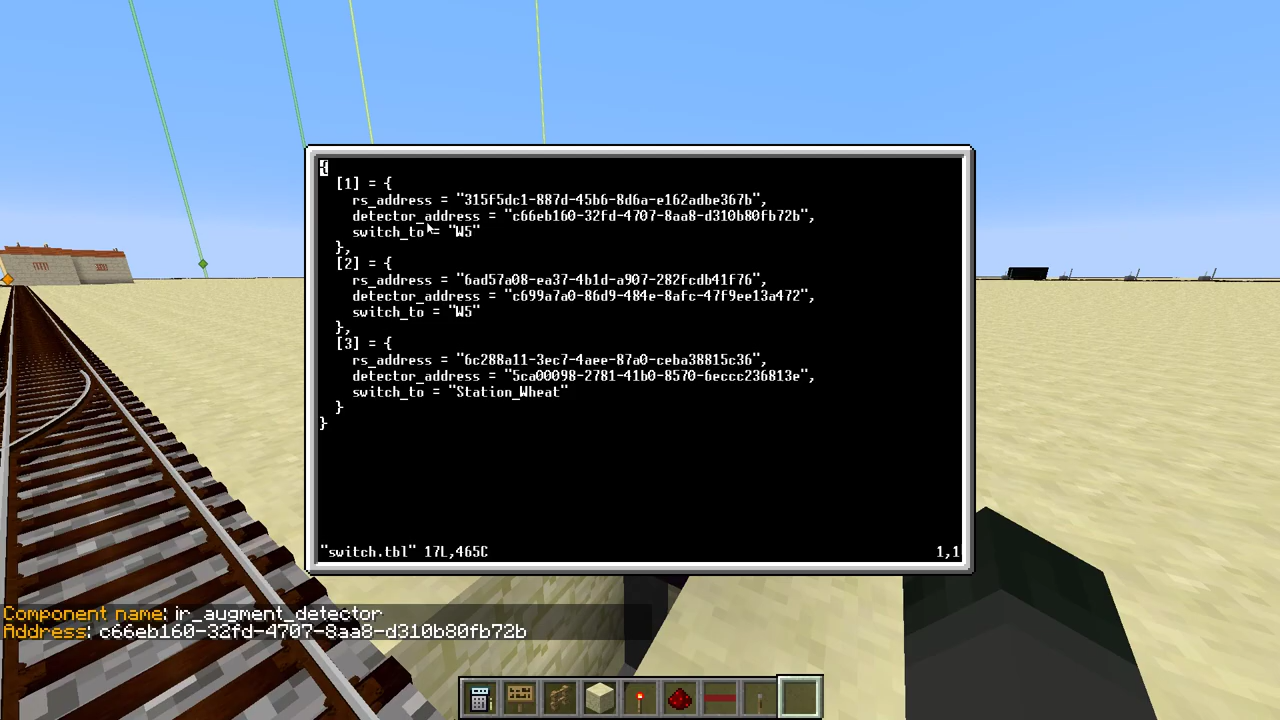 {
[1] = {
rs_address = "315f5dc1-887d-45b6-8d6a-e162adbe367b",
detector_address = "c66eb160-32fd-4707-8aa8-d310b80fb72b",
switch_to = "W5"
},
[2] = {
rs_address = "6ad57a08-ea37-4b1d-a907-282fcdb41f76",
detector_address = "c699a7a0-86d9-484e-8afc-47f9ee13a472",
switch_to = "W5"
},
[3] = {
rs_address = "6c288a11-3ec7-4aee-87a0-ceba38815c36",
detector_address = "5ca00098-2781-41b0-8570-6eccc236813e",
switch_to = "Station_Wheat"
}
}
"switch.tbl" 17L,465C 1,1
Component name: ir_augment_detector
Address: c66eb160-32fd-4707-8aa8-d310b80fb72b